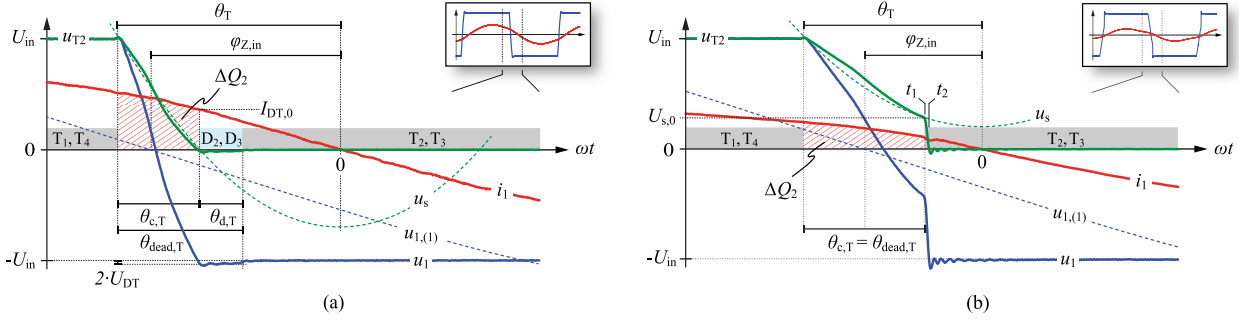 θT
φZ,in
Uin
uT2
ΔQ2
IDT,0
T1, T4
D2, D3
T2, T3
0
0
ωt
i1
us
u1,(1)
θc,T
θd,T
θdead,T
-Uin
u1
2·UDT
(a)
θT
φZ,in
Uin
uT2
t1
t2
Us,0
us
T1, T4
T2, T3
0
0
ωt
ΔQ2
i1
u1,(1)
θc,T = θdead,T
-Uin
u1
(b)